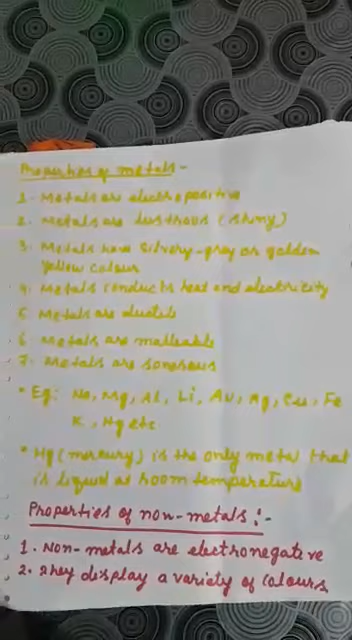 Properties of metals:-
1. Metals are electropositive
2. Metals are lustrous (shiny)
3. Metals have silvery-grey or golden
yellow colour
4. Metals conducts heat and electricity
5. Metals are ductile
6. Metals are malleable
7. Metals are sonorous
• Eg: Na, Mg, Al, Li, Au, Ag, Cu, Fe
K, Hg etc
• Hg (mercury) is the only metal that
is liquid at room temperature
Properties of non-metals:-
1. Non-metals are electronegative
2. They display a variety of colours